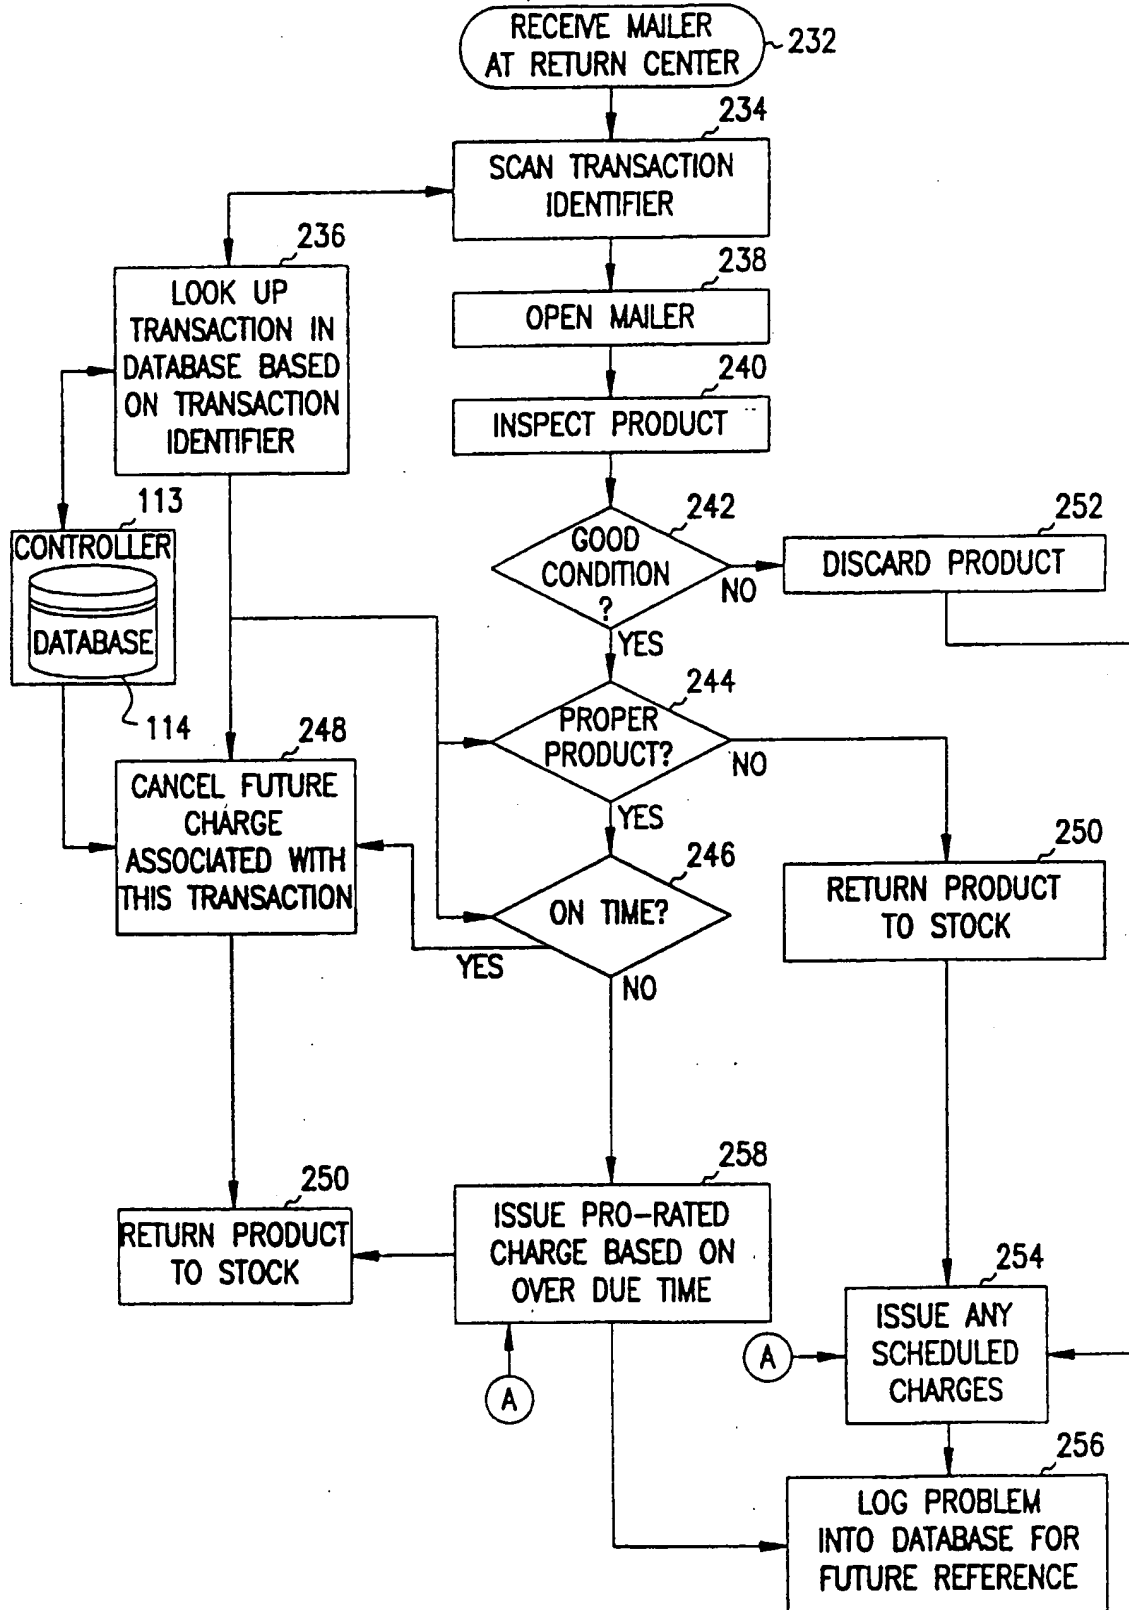 RECEIVE MAILER
AT RETURN CENTER
232
234
SCAN TRANSACTION
IDENTIFIER
236
LOOK UP
TRANSACTION IN
DATABASE BASED
ON TRANSACTION
IDENTIFIER
238
OPEN MAILER
240
INSPECT PRODUCT
113
CONTROLLER
DATABASE
114
242
GOOD
CONDITION
?
NO
YES
252
DISCARD PRODUCT
244
PROPER
PRODUCT?
NO
YES
248
CANCEL FUTURE
CHARGE
ASSOCIATED WITH
THIS TRANSACTION
246
ON TIME?
YES
NO
250
RETURN PRODUCT
TO STOCK
250
RETURN PRODUCT
TO STOCK
258
ISSUE PRO-RATED
CHARGE BASED ON
OVER DUE TIME
A
254
ISSUE ANY
SCHEDULED
CHARGES
A
256
LOG PROBLEM
INTO DATABASE FOR
FUTURE REFERENCE